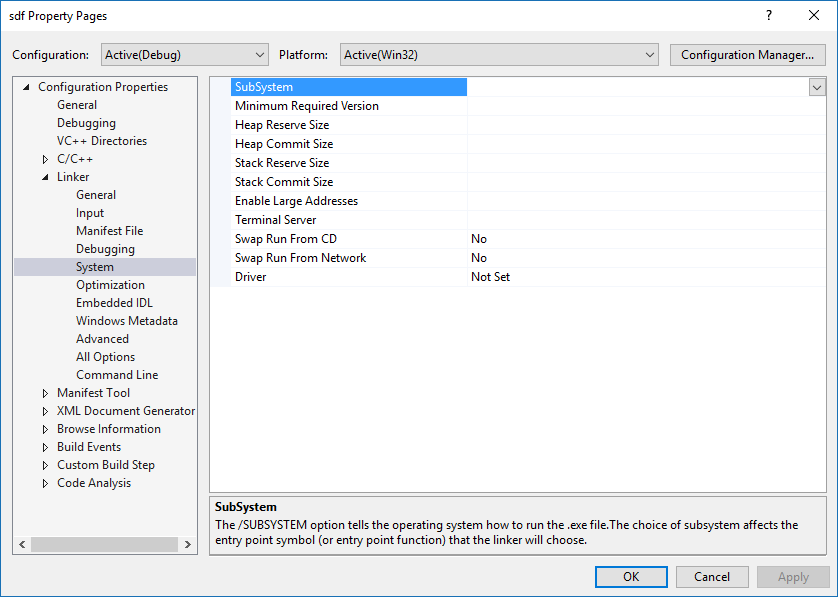 sdf Property Pages
Configuration: Active(Debug) Platform: Active(Win32) Configuration Manager...
Configuration Properties
General
Debugging
VC++ Directories
C/C++
Linker
General
Input
Manifest File
Debugging
System
Optimization
Embedded IDL
Windows Metadata
Advanced
All Options
Command Line
Manifest Tool
XML Document Generator
Browse Information
Build Events
Custom Build Step
Code Analysis
SubSystem
Minimum Required Version
Heap Reserve Size
Heap Commit Size
Stack Reserve Size
Stack Commit Size
Enable Large Addresses
Terminal Server
Swap Run From CD No
Swap Run From Network No
Driver Not Set
SubSystem
The /SUBSYSTEM option tells the operating system how to run the .exe file.The choice of subsystem affects the
entry point symbol (or entry point function) that the linker will choose.
OK Cancel Apply